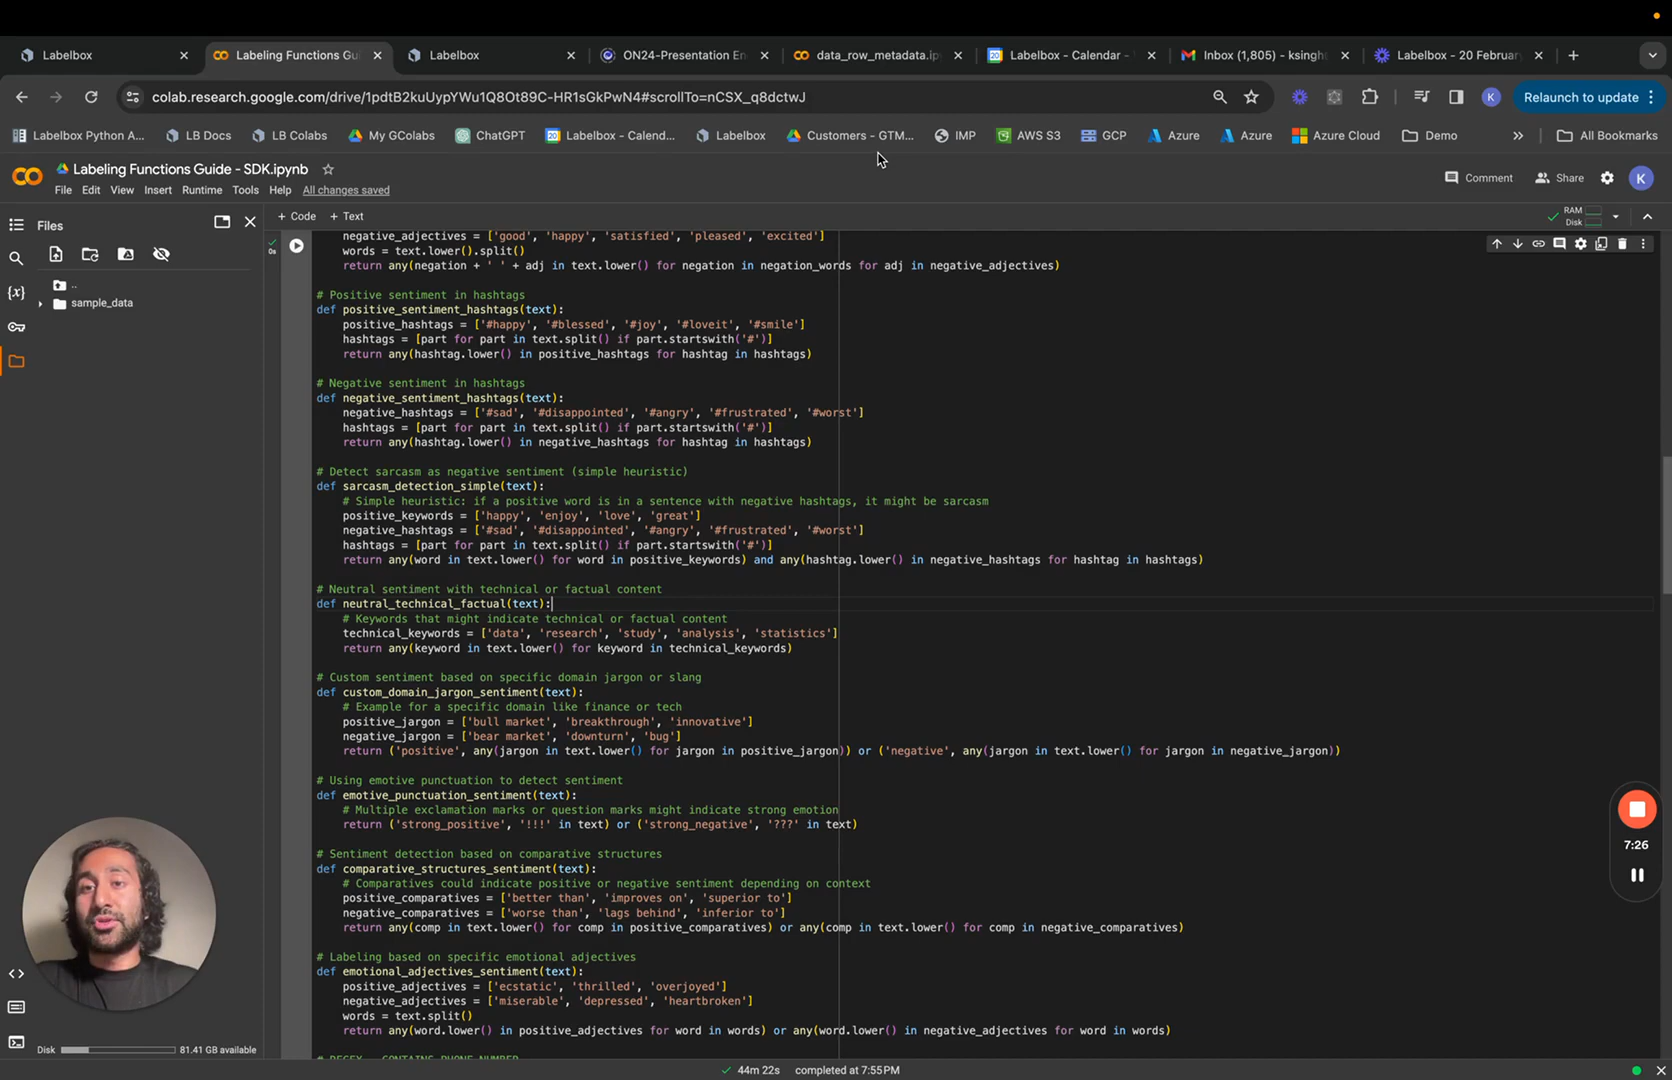 Labelbox
Labeling Functions Gui
Labelbox
ON24-Presentation En
data_row_metadata.ip
Labelbox - Calendar -
Inbox (1,805) - ksingh
Labelbox - 20 Februar
colab.research.google.com/drive/1pdtB2kuUypYWu1Q8Ot89C-HR1sGkPwN4#scrollTo=nCSX_q8dctwJ
K
Relaunch to update
Labelbox Python A...
LB Docs
LB Colabs
My GColabs
ChatGPT
Labelbox - Calend...
Labelbox
Customers - GTM...
IMP
AWS S3
GCP
Azure
Azure
Azure Cloud
Demo
All Bookmarks
Labeling Functions Guide - SDK.ipynb
File Edit View Insert Runtime Tools Help All changes saved
Comment
Share
K
Files
+ Code + Text
RAM
Disk
..
sample_data
0s
negative_adjectives = ['good', 'happy', 'satisfied', 'pleased', 'excited']
words = text.lower().split()
return any(negation + ' ' + adj in text.lower() for negation in negation_words for adj in negative_adjectives)
# Positive sentiment in hashtags
def positive_sentiment_hashtags(text):
positive_hashtags = ['#happy', '#blessed', '#joy', '#loveit', '#smile']
hashtags = [part for part in text.split() if part.startswith('#')]
return any(hashtag.lower() in positive_hashtags for hashtag in hashtags)
# Negative sentiment in hashtags
def negative_sentiment_hashtags(text):
negative_hashtags = ['#sad', '#disappointed', '#angry', '#frustrated', '#worst']
hashtags = [part for part in text.split() if part.startswith('#')]
return any(hashtag.lower() in negative_hashtags for hashtag in hashtags)
# Detect sarcasm as negative sentiment (simple heuristic)
def sarcasm_detection_simple(text):
# Simple heuristic: if a positive word is in a sentence with negative hashtags, it might be sarcasm
positive_keywords = ['happy', 'enjoy', 'love', 'great']
negative_hashtags = ['#sad', '#disappointed', '#angry', '#frustrated', '#worst']
hashtags = [part for part in text.split() if part.startswith('#')]
return any(word in text.lower() for word in positive_keywords) and any(hashtag.lower() in negative_hashtags for hashtag in hashtags)
# Neutral sentiment with technical or factual content
def neutral_technical_factual(text):
# Keywords that might indicate technical or factual content
technical_keywords = ['data', 'research', 'study', 'analysis', 'statistics']
return any(keyword in text.lower() for keyword in technical_keywords)
# Custom sentiment based on specific domain jargon or slang
def custom_domain_jargon_sentiment(text):
# Example for a specific domain like finance or tech
positive_jargon = ['bull market', 'breakthrough', 'innovative']
negative_jargon = ['bear market', 'downturn', 'bug']
return ('positive', any(jargon in text.lower() for jargon in positive_jargon)) or ('negative', any(jargon in text.lower() for jargon in negative_jargon))
# Using emotive punctuation to detect sentiment
def emotive_punctuation_sentiment(text):
# Multiple exclamation marks or question marks might indicate strong emotion
return ('strong_positive', '!!!' in text) or ('strong_negative', '???' in text)
# Sentiment detection based on comparative structures
def comparative_structures_sentiment(text):
# Comparatives could indicate positive or negative sentiment depending on context
positive_comparatives = ['better than', 'improves on', 'superior to']
negative_comparatives = ['worse than', 'lags behind', 'inferior to']
return any(comp in text.lower() for comp in positive_comparatives) or any(comp in text.lower() for comp in negative_comparatives)
# Labeling based on specific emotional adjectives
def emotional_adjectives_sentiment(text):
positive_adjectives = ['ecstatic', 'thrilled', 'overjoyed']
negative_adjectives = ['miserable', 'depressed', 'heartbroken']
words = text.split()
return any(word.lower() in positive_adjectives for word in words) or any(word.lower() in negative_adjectives for word in words)
# REGEX - CONTAINS PHONE NUMBER
7:26
Disk
81.41 GB available
44m 22s completed at 7:55 PM